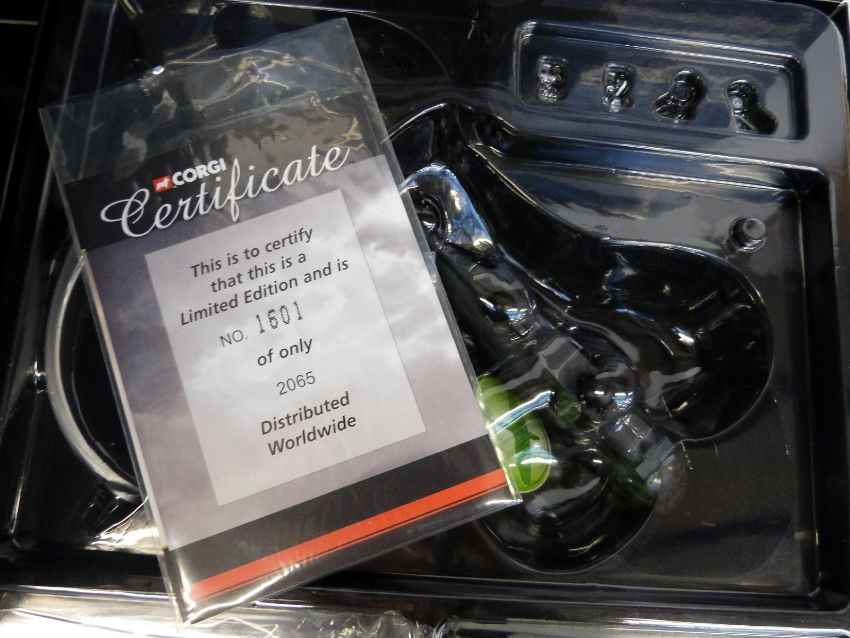 CORGI
Certificate
This is to certify
that this is a
Limited Edition and is
NO. 1601
of only
2065
Distributed
Worldwide